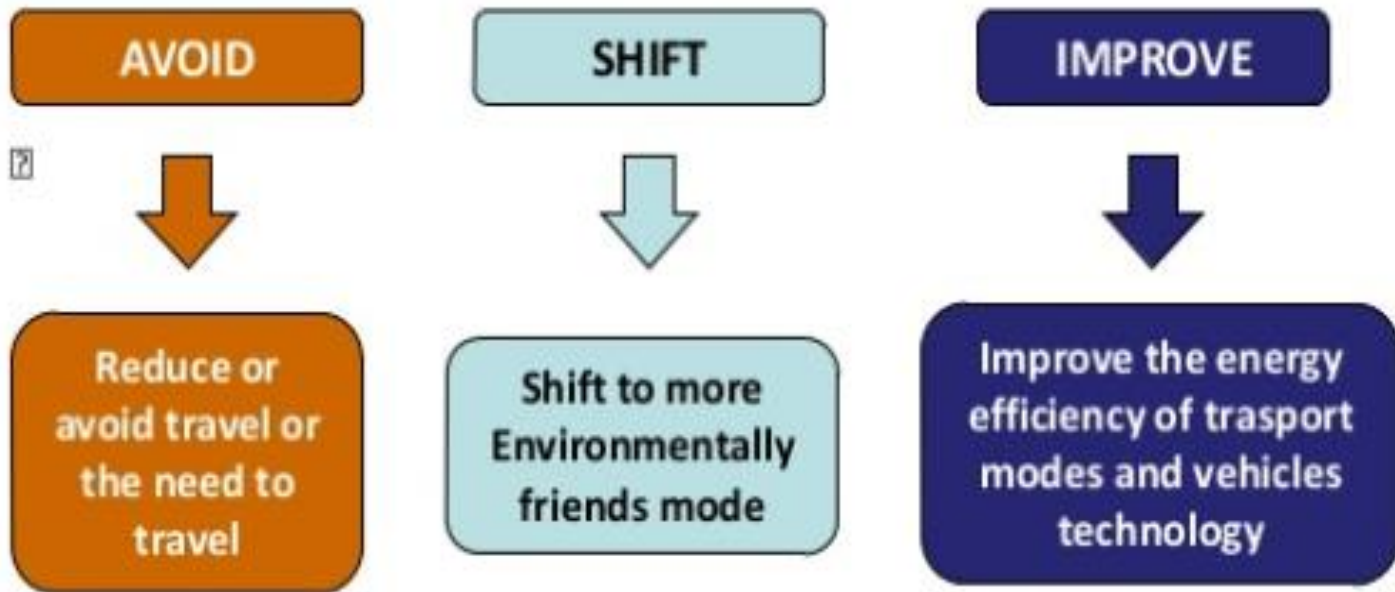 AVOID
SHIFT
IMPROVE
Reduce or
avoid travel or
the need to
travel
Shift to more
Environmentally
friends mode
Improve the energy
efficiency of trasport
modes and vehicles
technology